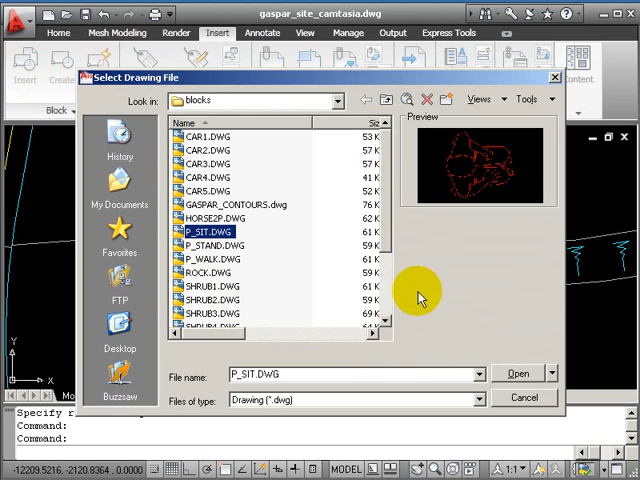 gaspar_site_camtasia.dwg
Home Mesh Modeling Render Insert Annotate View Manage Output Express Tools
Insert
Block
Select Drawing File
Look in: blocks Views Tools
Name Siz Preview
CAR1.DWG 53 K
CAR2.DWG 57 K
CAR3.DWG 57 K
CAR4.DWG 41 K
CAR5.DWG 52 K
GASPAR_CONTOURS.dwg 76 K
HORSE2P.DWG 62 K
P_SIT.DWG 61 K
P_STAND.DWG 59 K
P_WALK.DWG 61 K
ROCK.DWG 59 K
SHRUB1.DWG 61 K
SHRUB2.DWG 59 K
SHRUB3.DWG 69 K
SHRUB4.DWG 64 K
History
My Documents
Favorites
FTP
Desktop
Buzzsaw
File name: P_SIT.DWG Open
Files of type: Drawing (*.dwg) Cancel
Y
X
Specify r
Command:
Command:
-12209.5216, -2120.8364, 0.0000 MODEL 1:1